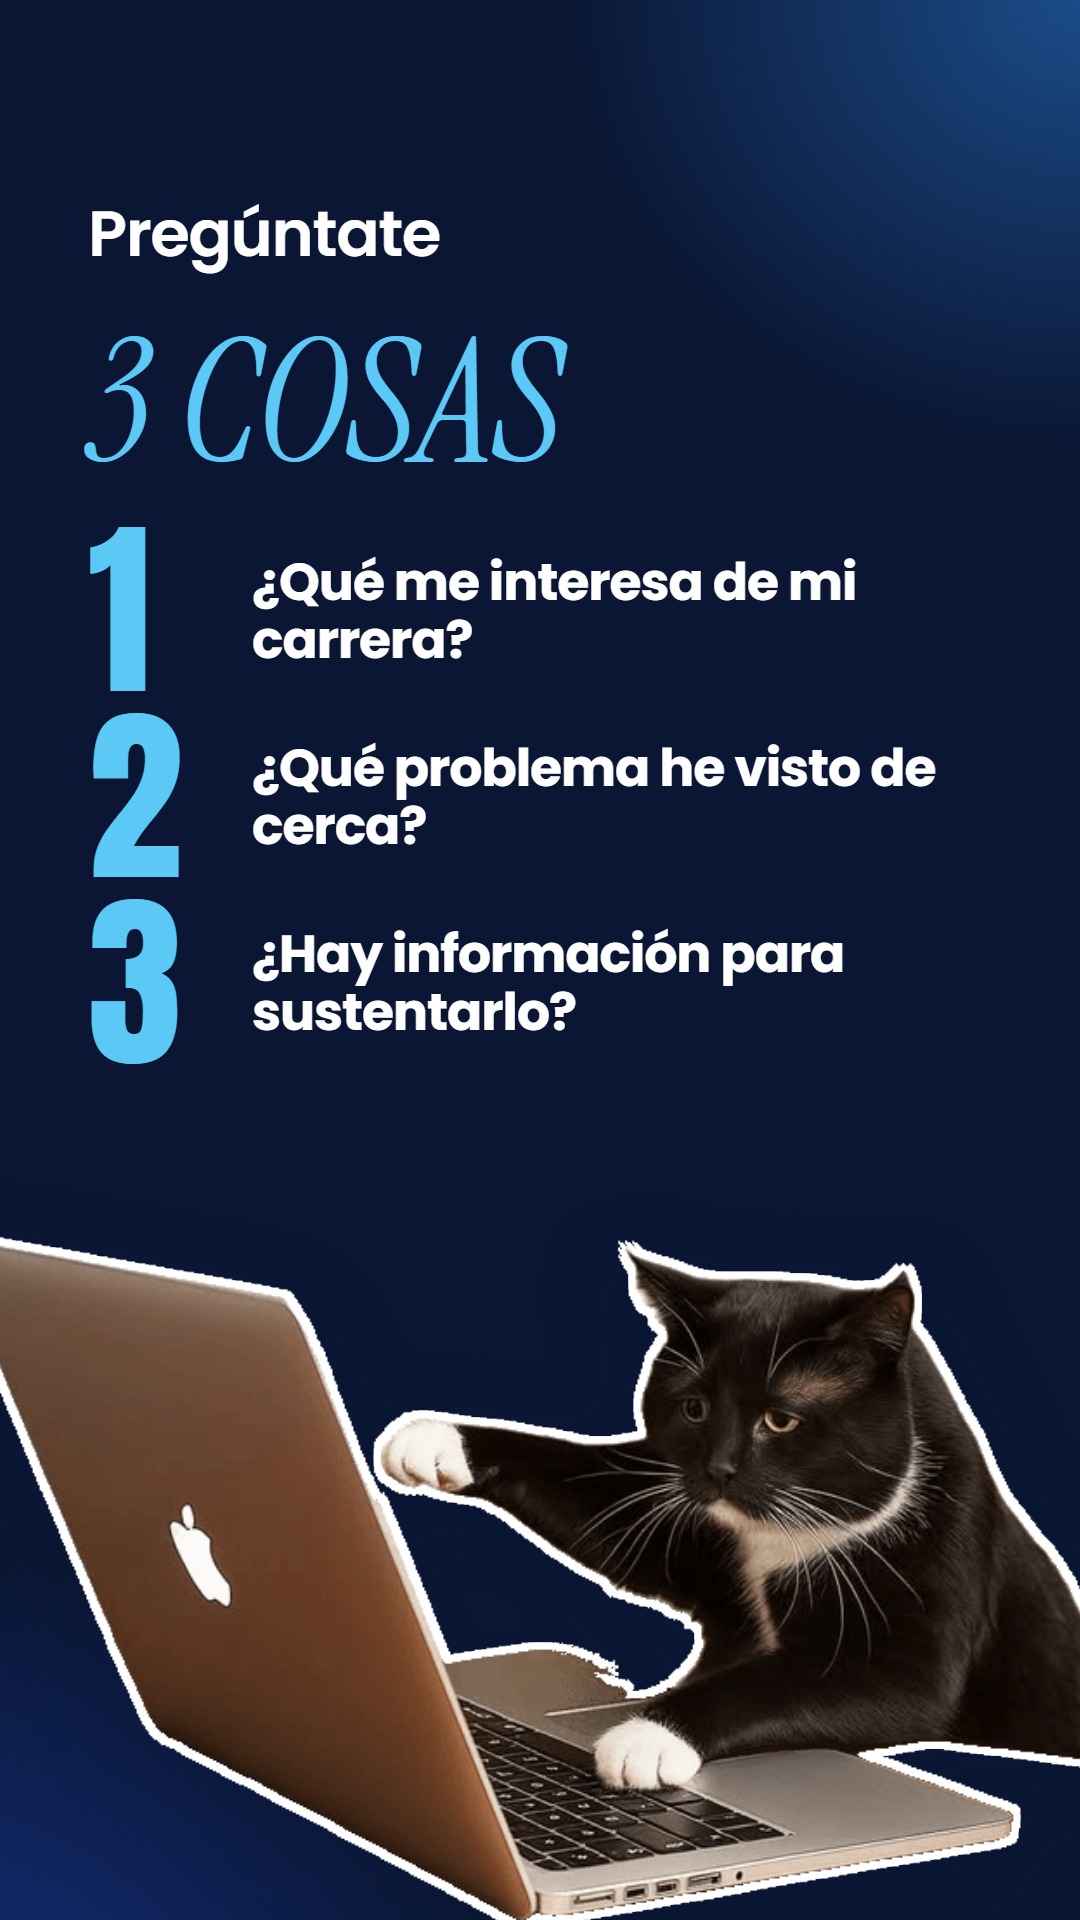 Pregúntate
3 COSAS
1
¿Qué me interesa de mi
carrera?
2
¿Qué problema he visto de
cerca?
3
¿Hay información para
sustentarlo?